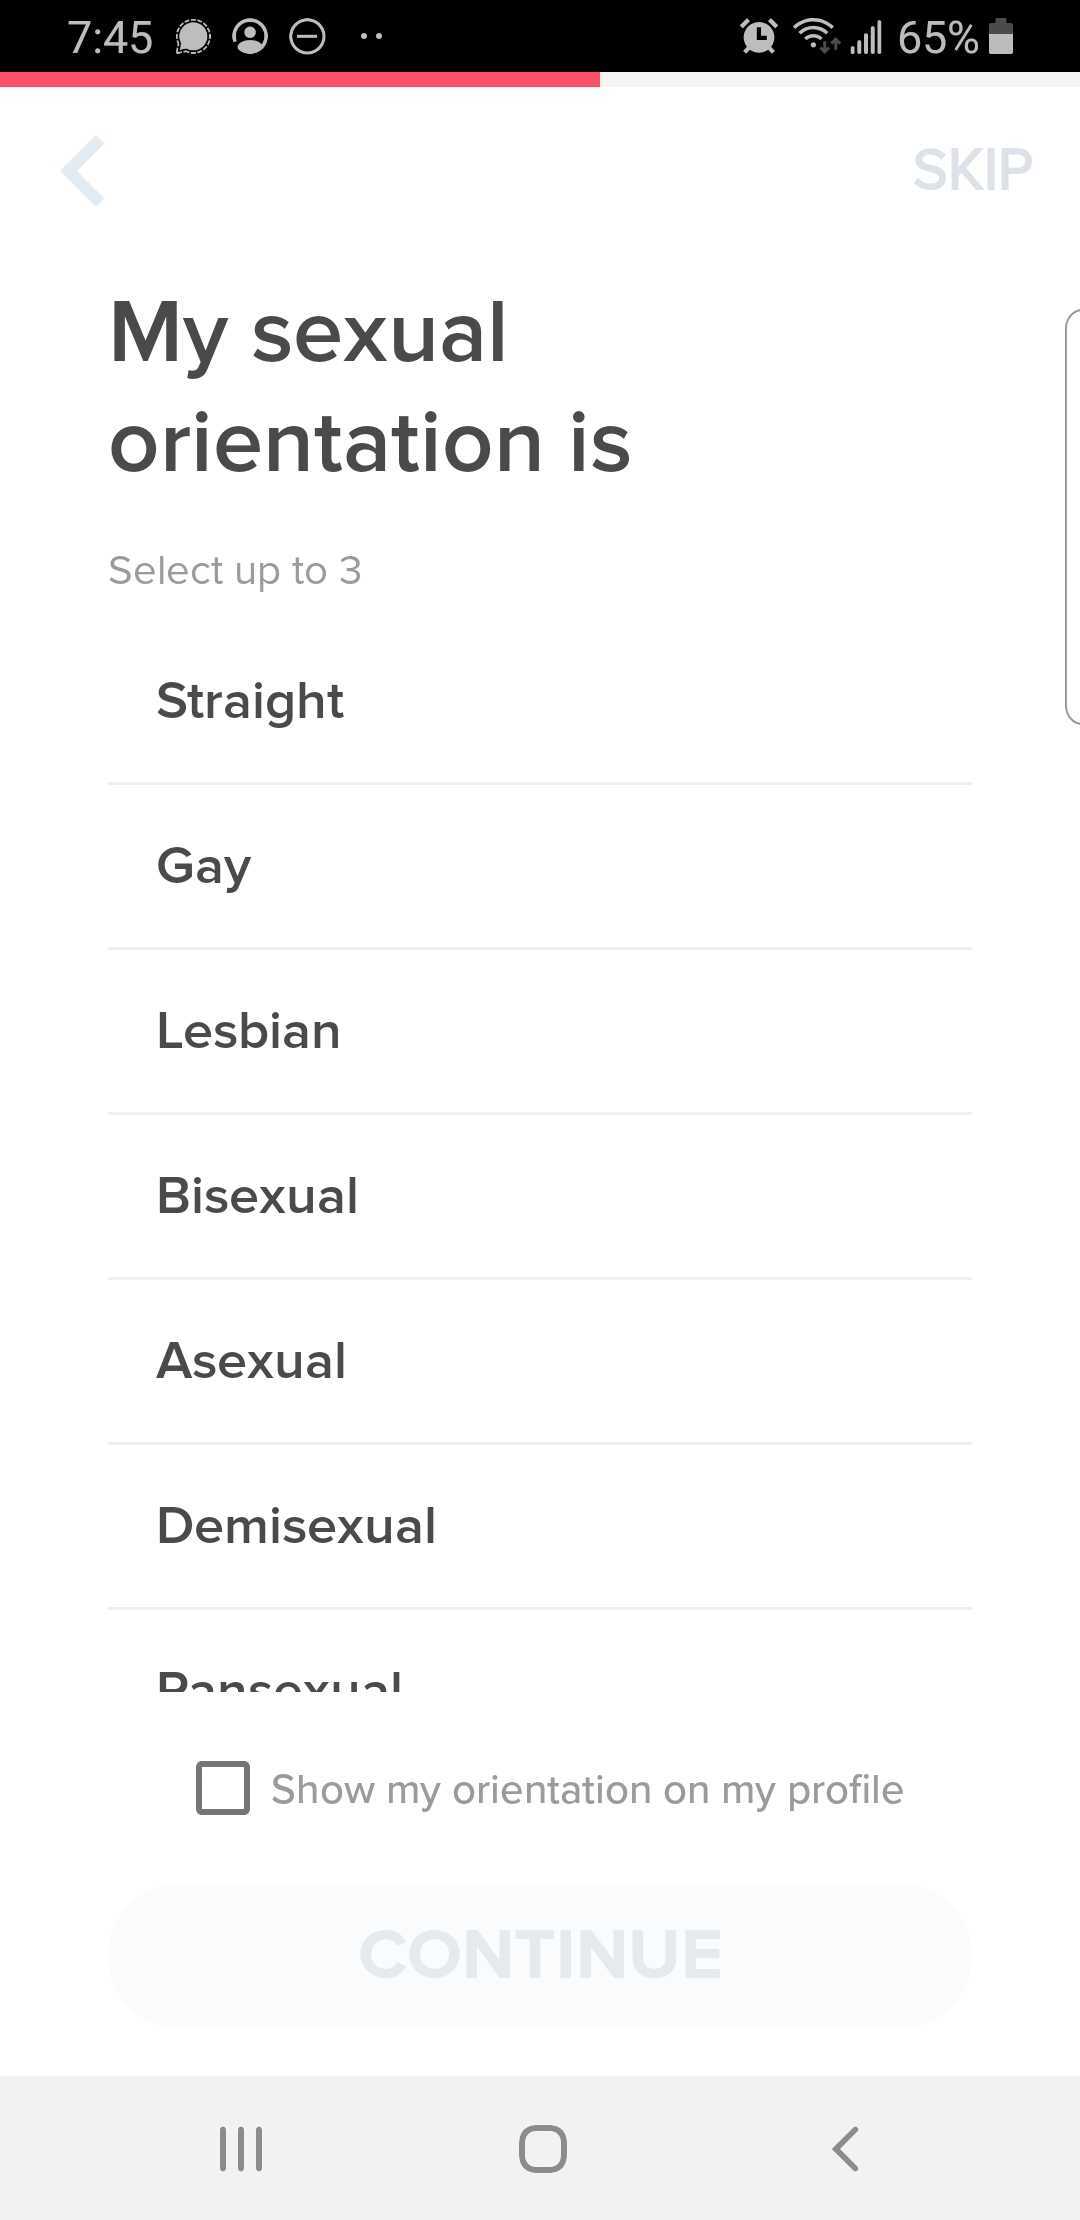 7:45
65%
SKIP
My sexual
orientation is
Select up to 3
Straight
Gay
Lesbian
Bisexual
Asexual
Demisexual
Pansexual
Show my orientation on my profile
CONTINUE